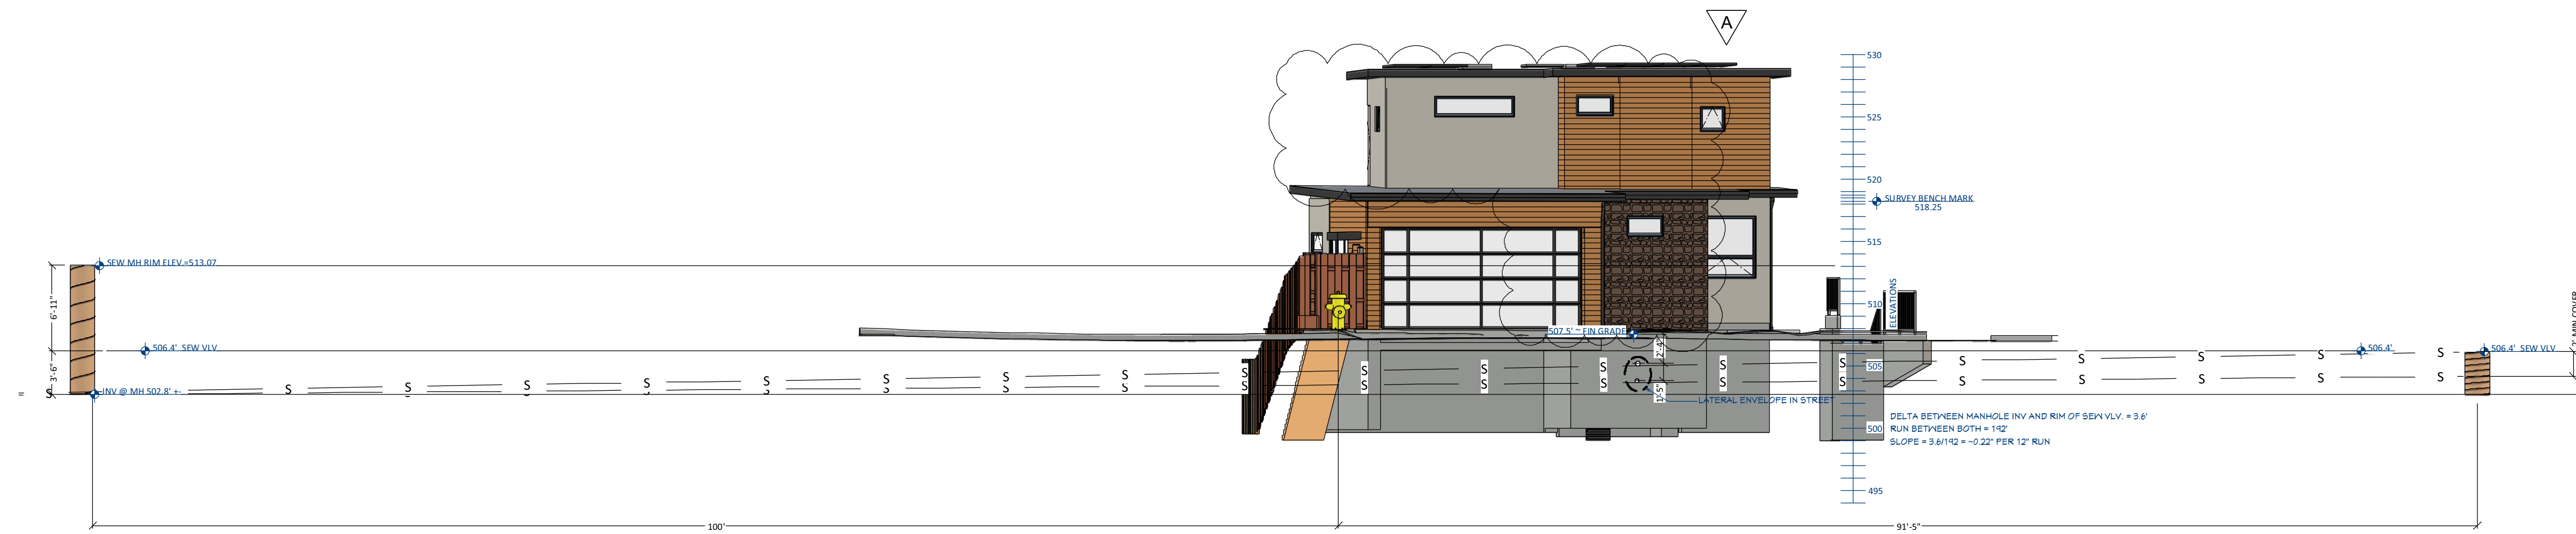 A
530
525
520
SURVEY BENCH MARK
518.25
515
SEW MH RIM ELEV.=513.07
6'-11"
510
ELEVATIONS
507.5' ~ FIN GRADE
2' MIN COVER
506.4' SEW VLV
506.4'
506.4' SEW VLV
3'-6"
505
S S S S S S S S S S S S S S S S S S
S S S S S S S S S S S S S S S S S S
= S
INV @ MH 502.8' +-
1'-5"
LATERAL ENVELOPE IN STREET
DELTA BETWEEN MANHOLE INV AND RIM OF SEW VLV. = 3.6'
500
RUN BETWEEN BOTH = 192'
SLOPE = 3.6/192 = ~0.22" PER 12" RUN
495
100'
91'-5"